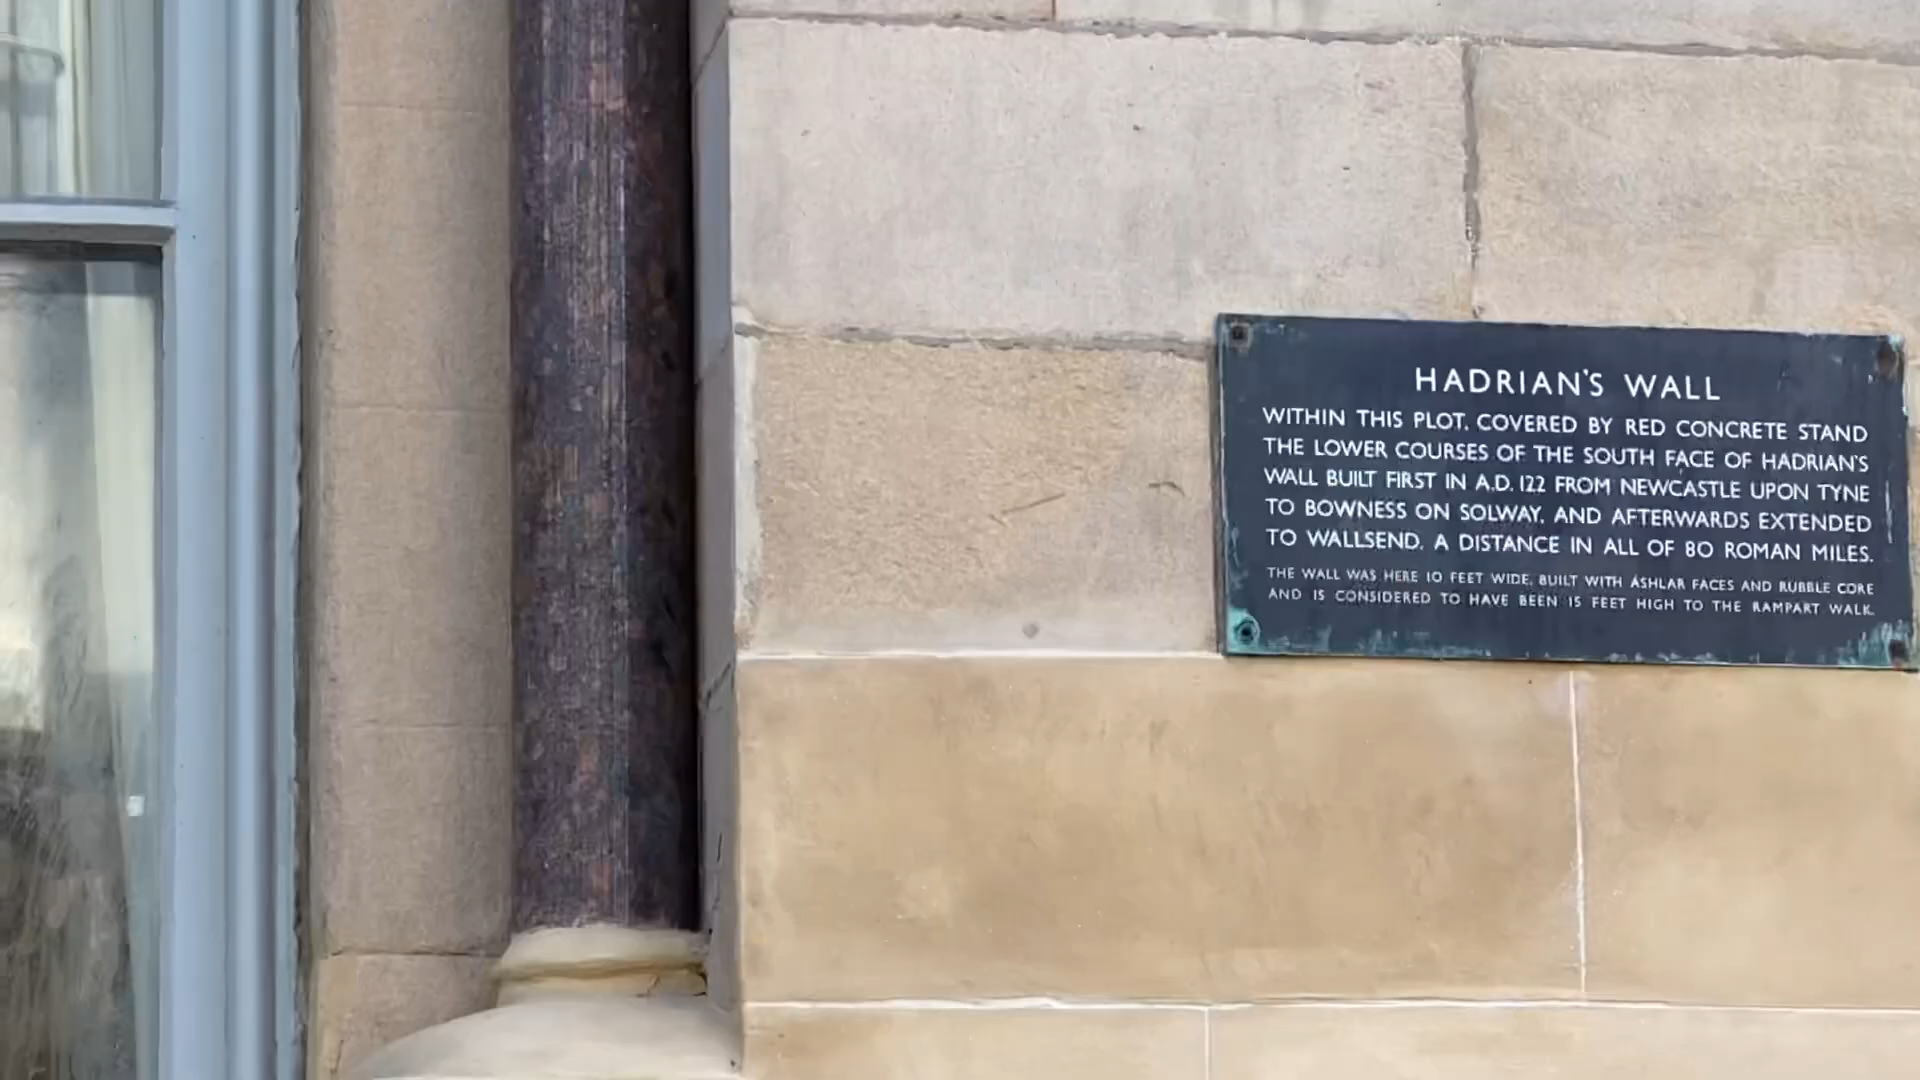 HADRIAN'S WALL
WITHIN THIS PLOT, COVERED BY RED CONCRETE STAND
THE LOWER COURSES OF THE SOUTH FACE OF HADRIAN'S
WALL BUILT FIRST IN A.D. 122 FROM NEWCASTLE UPON TYNE
TO BOWNESS ON SOLWAY, AND AFTERWARDS EXTENDED
TO WALLSEND, A DISTANCE IN ALL OF 80 ROMAN MILES.
THE WALL WAS HERE 10 FEET WIDE, BUILT WITH ASHLAR FACES AND RUBBLE CORE
AND IS CONSIDERED TO HAVE BEEN 15 FEET HIGH TO THE RAMPART WALK.